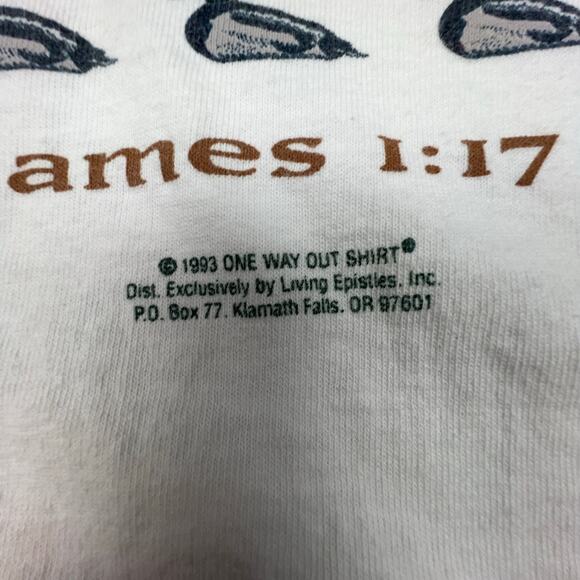 ames 1:17
© 1993 ONE WAY OUT SHIRT®
Dist. Exclusively by Living Epistles, Inc.
P.O. Box 77, Klamath Falls, OR 97601